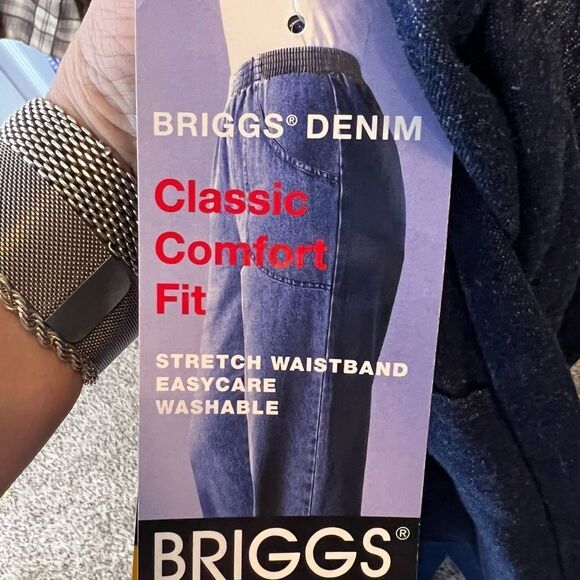 BRIGGS® DENIM
Classic
Comfort
Fit
STRETCH WAISTBAND
EASYCARE
WASHABLE
BRIGGS®